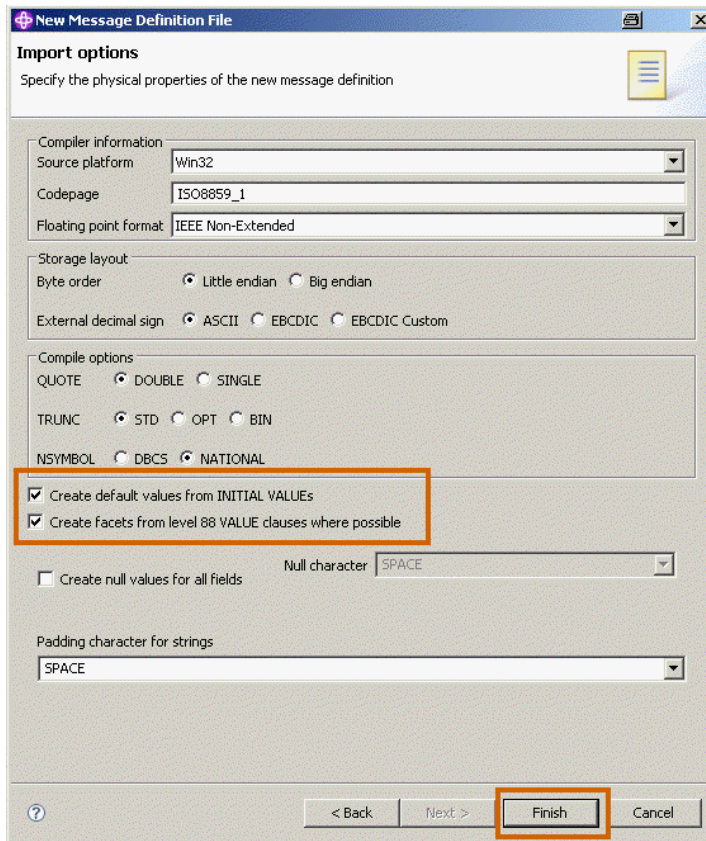 New Message Definition File
Import options
Specify the physical properties of the new message definition
Compiler information
Source platform Win32
Codepage ISO8859_1
Floating point format IEEE Non-Extended
Storage layout
Byte order Little endian Big endian
External decimal sign ASCII EBCDIC EBCDIC Custom
Compile options
QUOTE DOUBLE SINGLE
TRUNC STD OPT BIN
NSYMBOL DBCS NATIONAL
Create default values from INITIAL VALUEs
Create facets from level 88 VALUE clauses where possible
Null character SPACE
Create null values for all fields
Padding character for strings
SPACE
? < Back Next > Finish Cancel